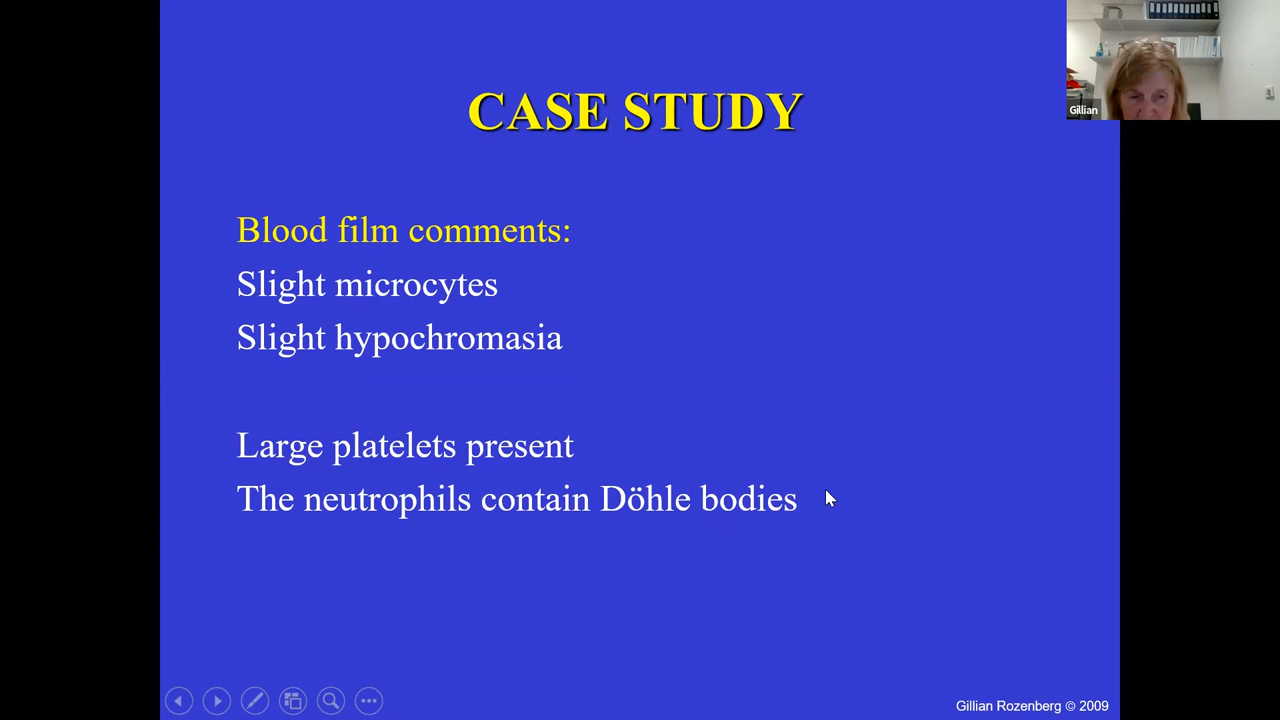 Gillian
CASE STUDY
Blood film comments:
Slight microcytes
Slight hypochromasia
Large platelets present
The neutrophils contain Döhle bodies
Gillian Rozenberg © 2009